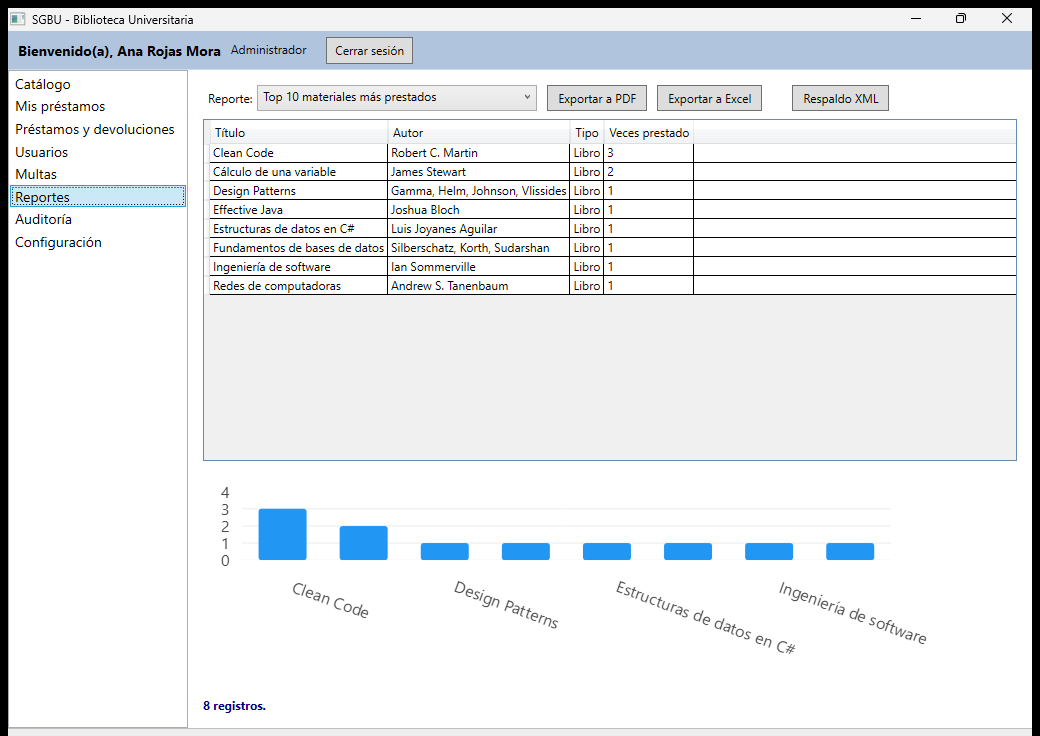 SGBU - Biblioteca Universitaria
Bienvenido(a), Ana Rojas Mora Administrador Cerrar sesión
Catálogo
Mis préstamos
Préstamos y devoluciones
Usuarios
Multas
Reportes
Auditoría
Configuración
Reporte: Top 10 materiales más prestados Exportar a PDF Exportar a Excel Respaldo XML
Título Autor Tipo Veces prestado
Clean Code Robert C. Martin Libro 3
Cálculo de una variable James Stewart Libro 2
Design Patterns Gamma, Helm, Johnson, Vlissides Libro 1
Effective Java Joshua Bloch Libro 1
Estructuras de datos en C# Luis Joyanes Aguilar Libro 1
Fundamentos de bases de datos Silberschatz, Korth, Sudarshan Libro 1
Ingeniería de software Ian Sommerville Libro 1
Redes de computadoras Andrew S. Tanenbaum Libro 1
4
3
2
1
0
Clean Code Design Patterns Estructuras de datos en C# Ingeniería de software
8 registros.